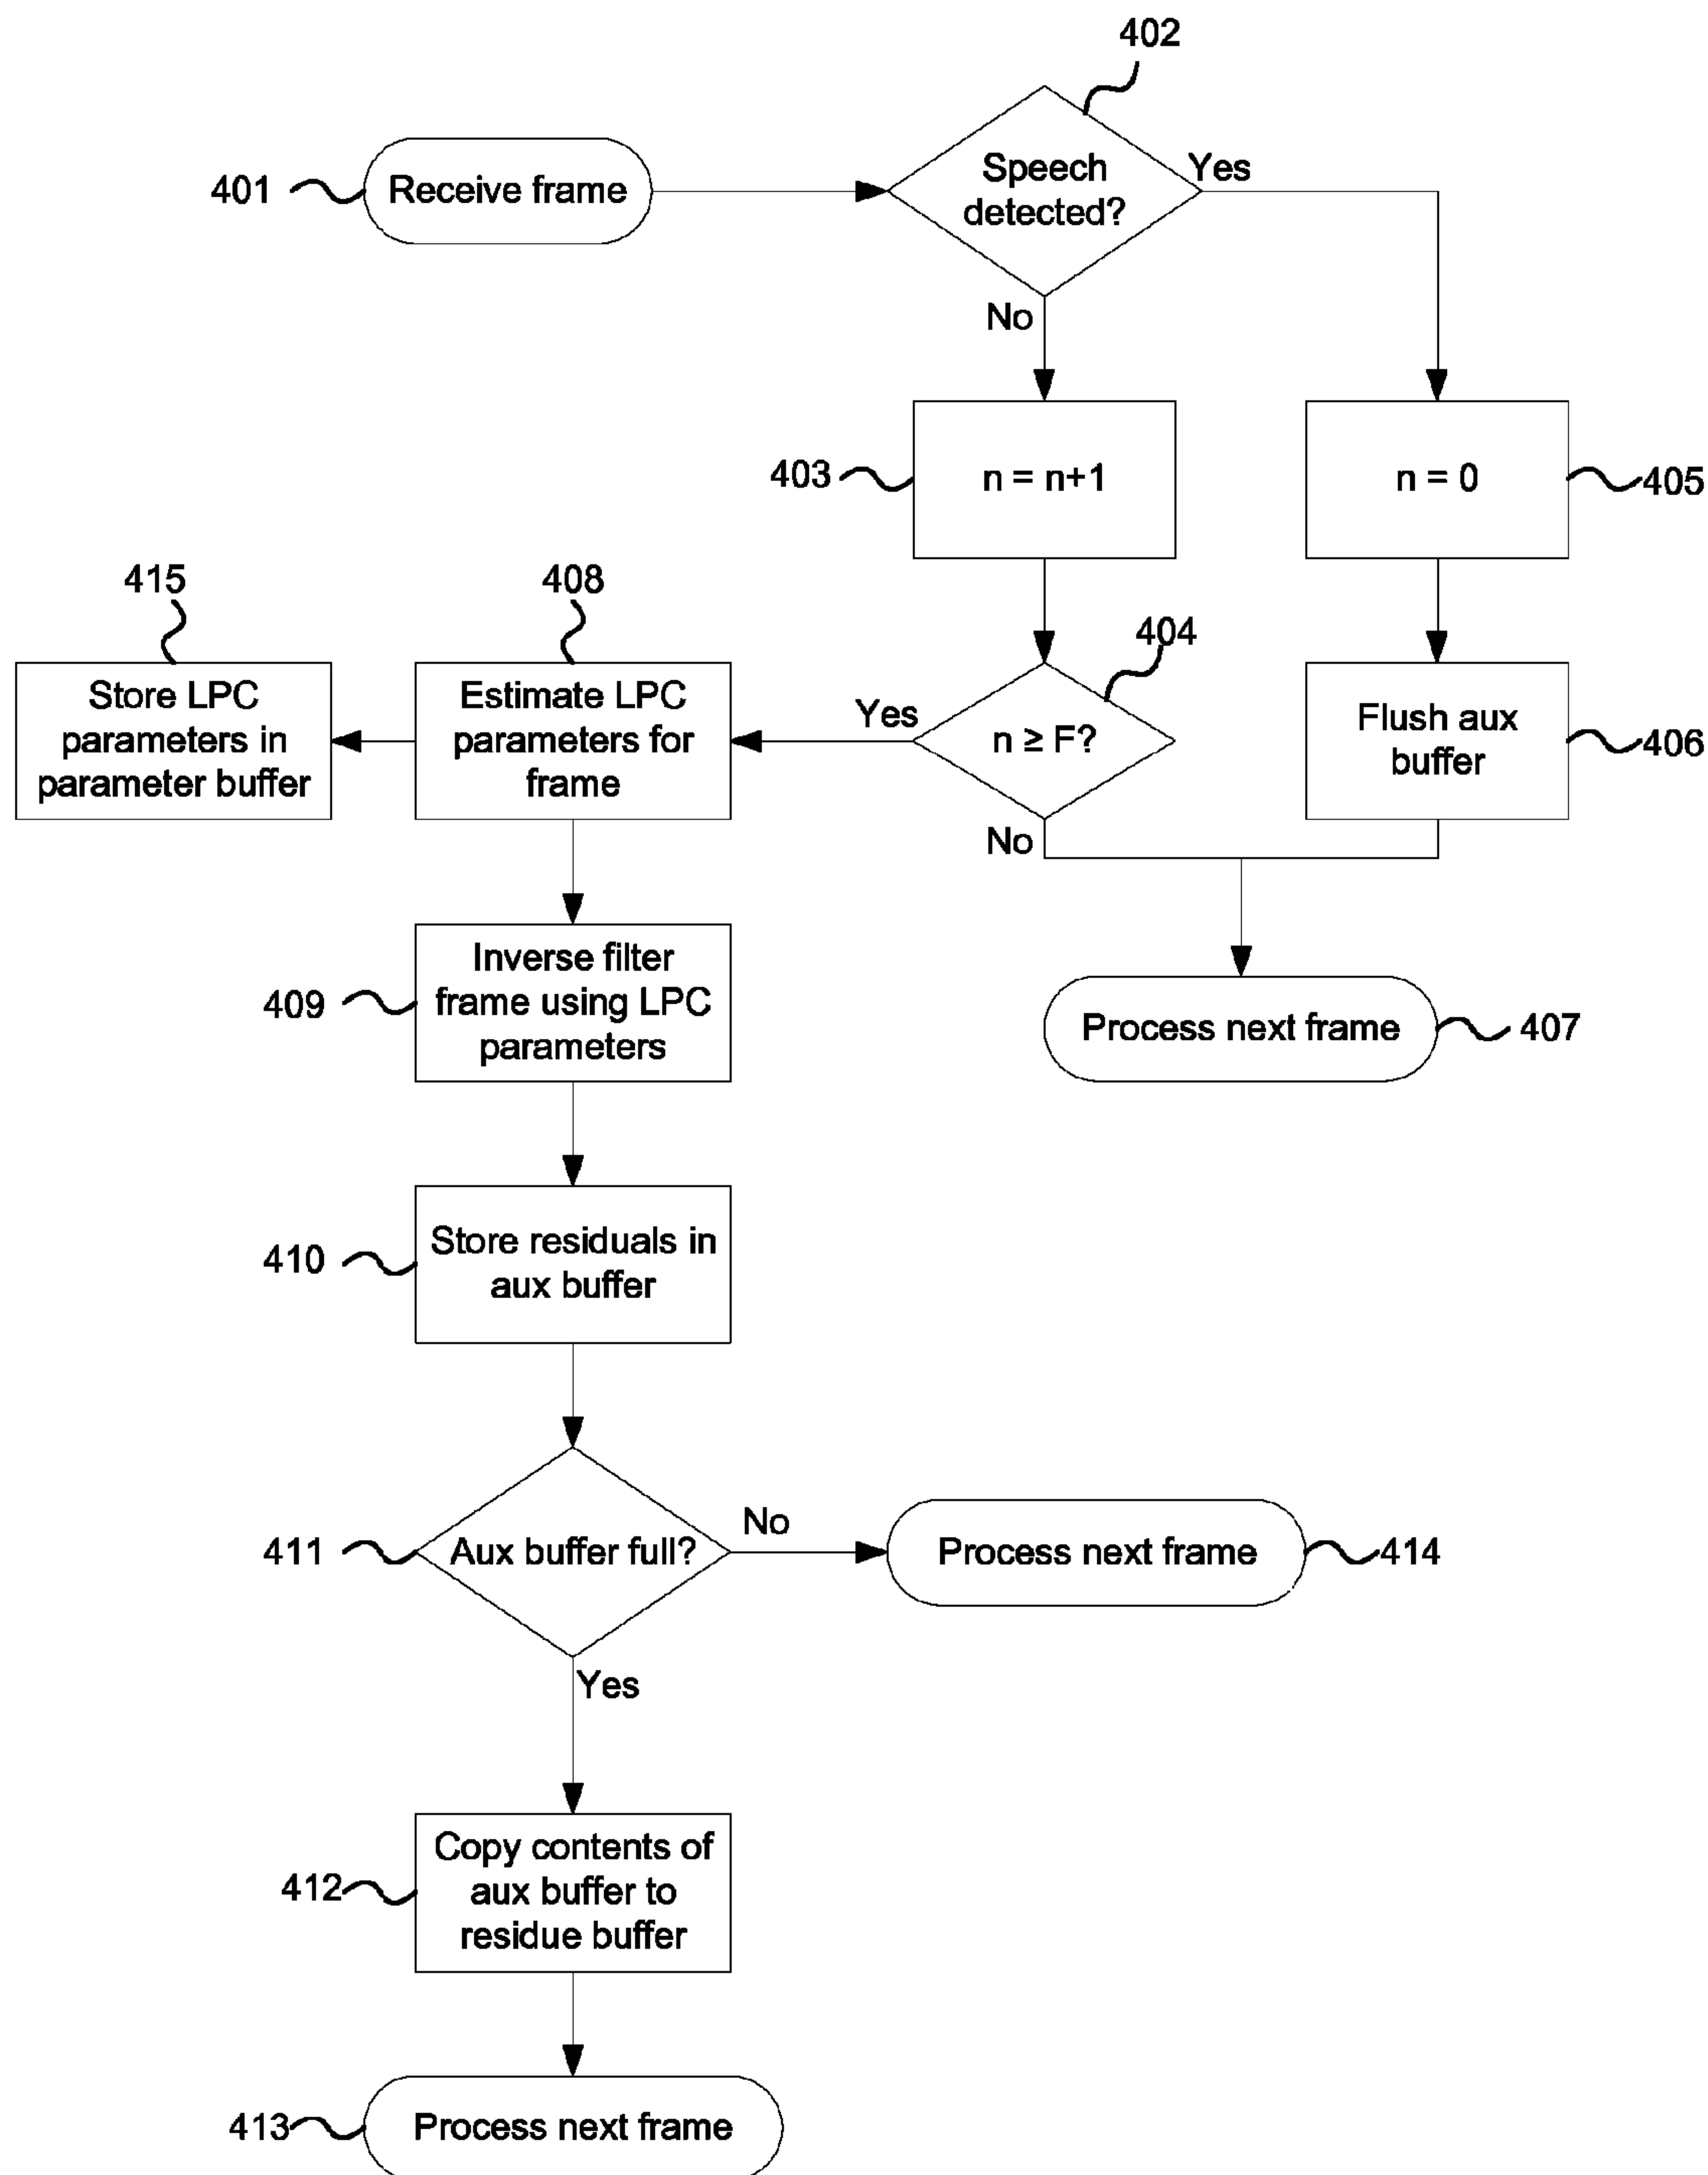 402
401
Receive frame
Speech
detected?
Yes
No
403
n = n+1
n = 0
405
415
408
404
Store LPC
parameters in
parameter buffer
Estimate LPC
parameters for
frame
Yes
n ≥ F?
Flush aux
buffer
406
No
409
Inverse filter
frame using LPC
parameters
Process next frame
407
410
Store residuals in
aux buffer
411
Aux buffer full?
No
Process next frame
414
Yes
412
Copy contents of
aux buffer to
residue buffer
413
Process next frame